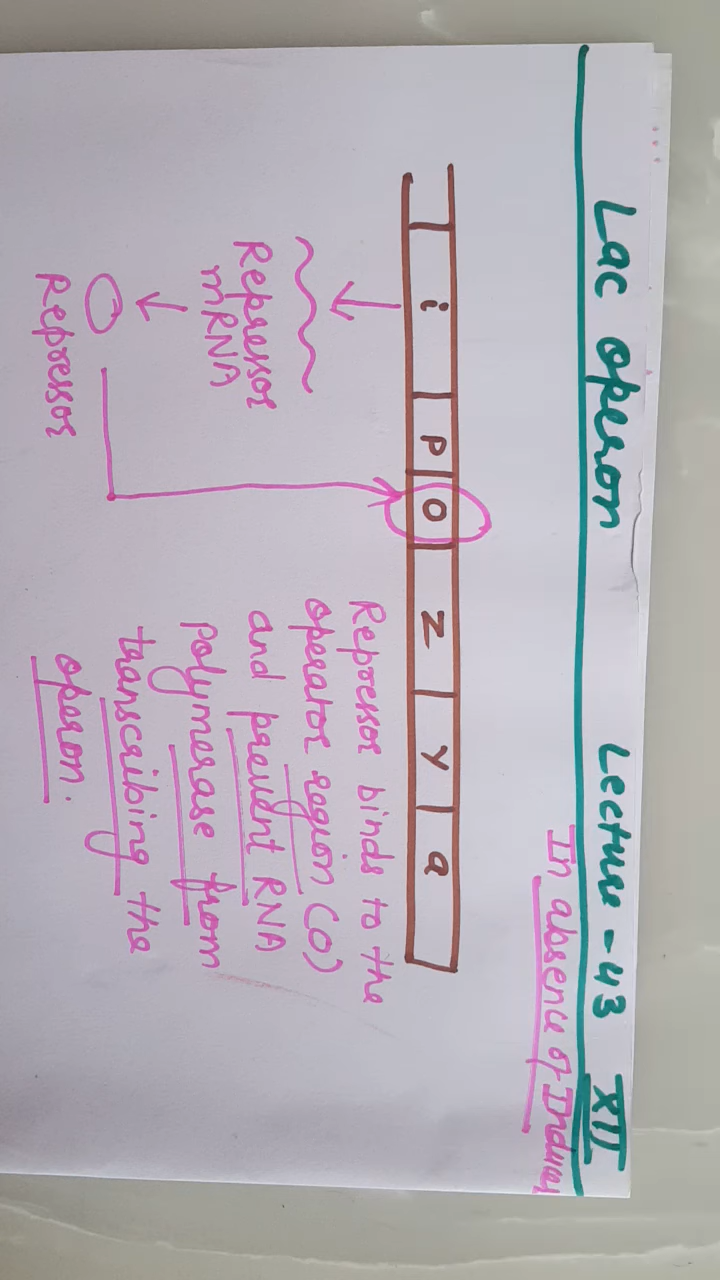 Lac operon Lecture-43 XII
In absence of Inducer
i P O Z Y a
Repressor
mRNA
Repressor
Repressor binds to the
operator region (O)
and prevent RNA
polymerase from
transcribing the
operon.